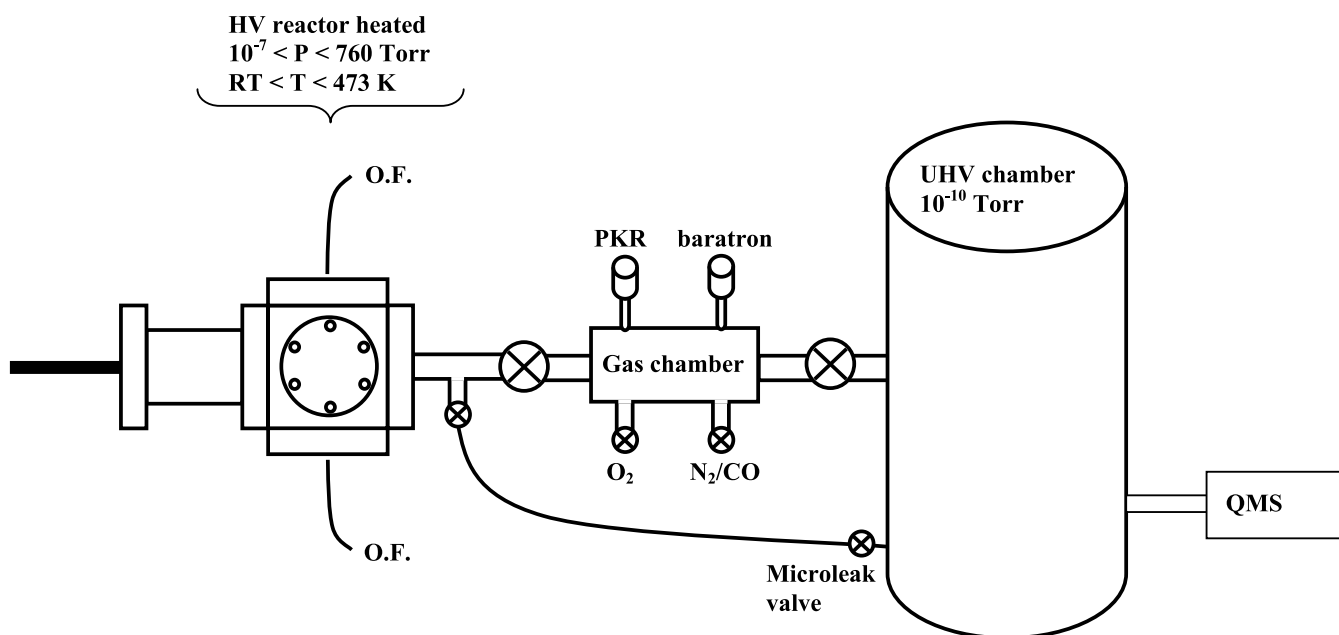 HV reactor heated
10⁻⁷ < P < 760 Torr
RT < T < 473 K
O.F.
UHV chamber
10⁻¹⁰ Torr
PKR
baratron
Gas chamber
O₂
N₂/CO
QMS
O.F.
Microleak
valve